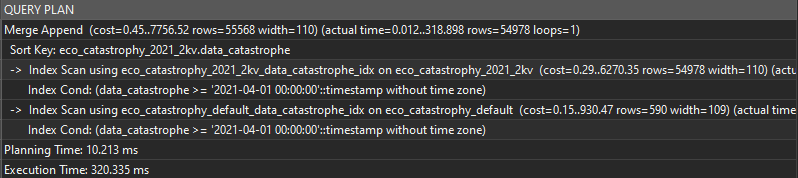 QUERY PLAN
Merge Append (cost=0.45..7756.52 rows=55568 width=110) (actual time=0.012..318.898 rows=54978 loops=1)
Sort Key: eco_catastrophy_2021_2kv.data_catastrophe
-> Index Scan using eco_catastrophy_2021_2kv_data_catastrophe_idx on eco_catastrophy_2021_2kv (cost=0.29..6270.35 rows=54978 width=110) (actu
Index Cond: (data_catastrophe >= '2021-04-01 00:00:00'::timestamp without time zone)
-> Index Scan using eco_catastrophy_default_data_catastrophe_idx on eco_catastrophy_default (cost=0.15..930.47 rows=590 width=109) (actual time
Index Cond: (data_catastrophe >= '2021-04-01 00:00:00'::timestamp without time zone)
Planning Time: 10.213 ms
Execution Time: 320.335 ms